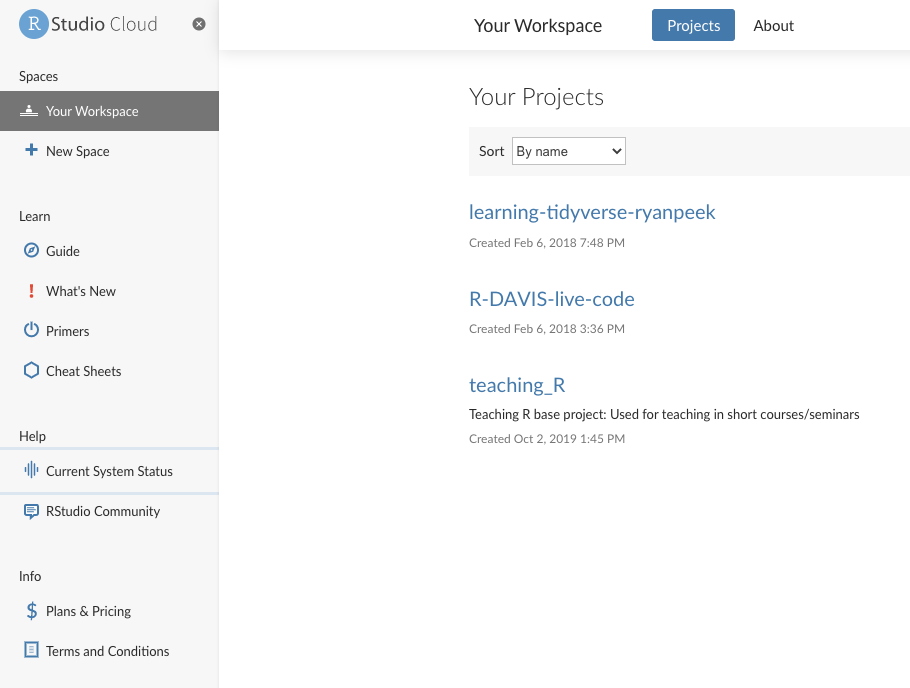 R Studio Cloud
Spaces
Your Workspace
New Space
Learn
Guide
What's New
Primers
Cheat Sheets
Help
Current System Status
RStudio Community
Info
Plans & Pricing
Terms and Conditions
Your Workspace
Projects
About
Your Projects
Sort By name
learning-tidyverse-ryanpeek
Created Feb 6, 2018 7:48 PM
R-DAVIS-live-code
Created Feb 6, 2018 3:36 PM
teaching_R
Teaching R base project: Used for teaching in short courses/seminars
Created Oct 2, 2019 1:45 PM